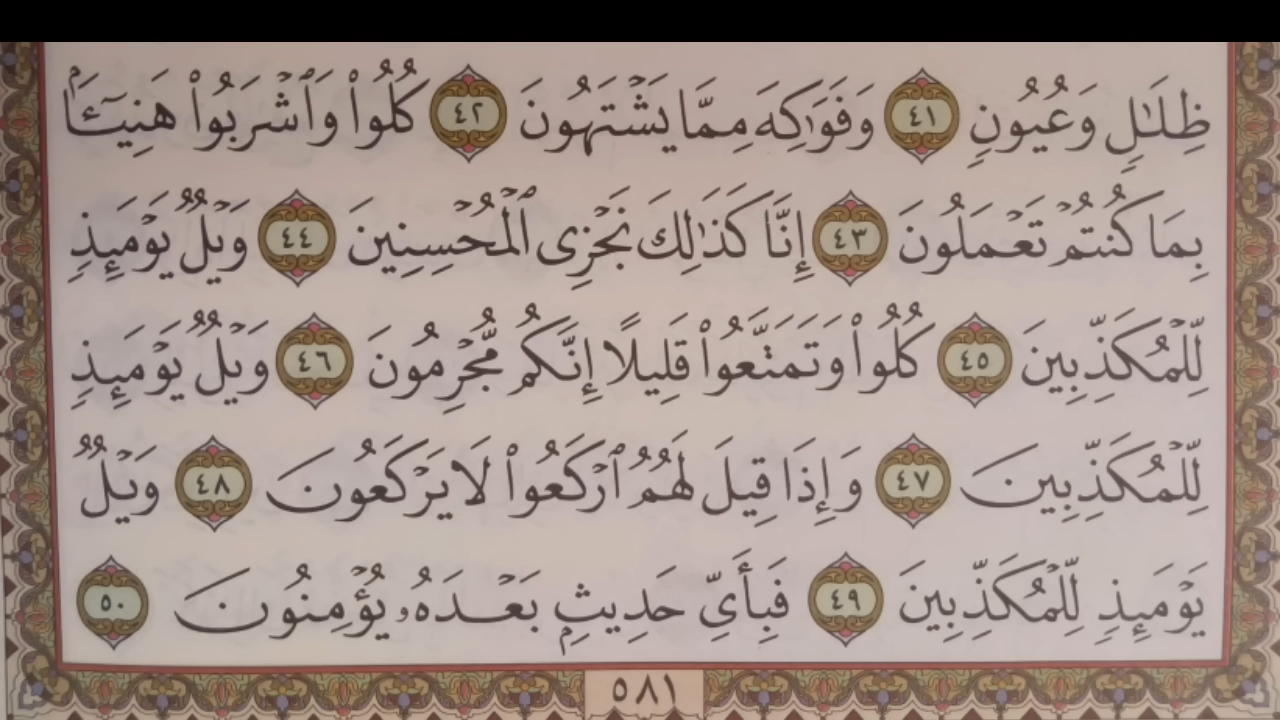 ظِلَٰلٍ وَعُيُونٍ ٤١ وَفَوَٰكِهَ مِمَّا يَشْتَهُونَ ٤٢ كُلُوا۟ وَٱشْرَبُوا۟ هَنِيٓـَٔۢا
بِمَا كُنتُمْ تَعْمَلُونَ ٤٣ إِنَّا كَذَٰلِكَ نَجْزِى ٱلْمُحْسِنِينَ ٤٤ وَيْلٌ يَوْمَئِذٍ
لِّلْمُكَذِّبِينَ ٤٥ كُلُوا۟ وَتَمَتَّعُوا۟ قَلِيلًا إِنَّكُم مُّجْرِمُونَ ٤٦ وَيْلٌ يَوْمَئِذٍ
لِّلْمُكَذِّبِينَ ٤٧ وَإِذَا قِيلَ لَهُمُ ٱرْكَعُوا۟ لَا يَرْكَعُونَ ٤٨ وَيْلٌ
يَوْمَئِذٍ لِّلْمُكَذِّبِينَ ٤٩ فَبِأَىِّ حَدِيثٍۭ بَعْدَهُۥ يُؤْمِنُونَ ٥٠
٥٨١